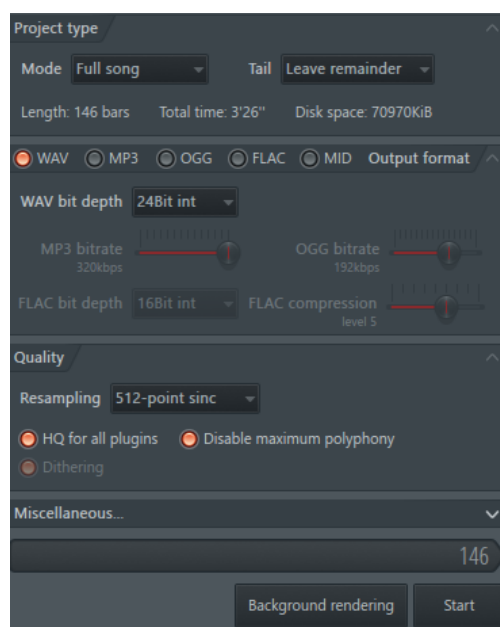 Project type
Mode Full song Tail Leave remainder
Length: 146 bars Total time: 3'26'' Disk space: 70970KiB
WAV MP3 OGG FLAC MID Output format
WAV bit depth 24Bit int
MP3 bitrate OGG bitrate
320kbps 192kbps
FLAC bit depth 16Bit int FLAC compression
level 5
Quality
Resampling 512-point sinc
HQ for all plugins Disable maximum polyphony
Dithering
Miscellaneous...
146
Background rendering Start